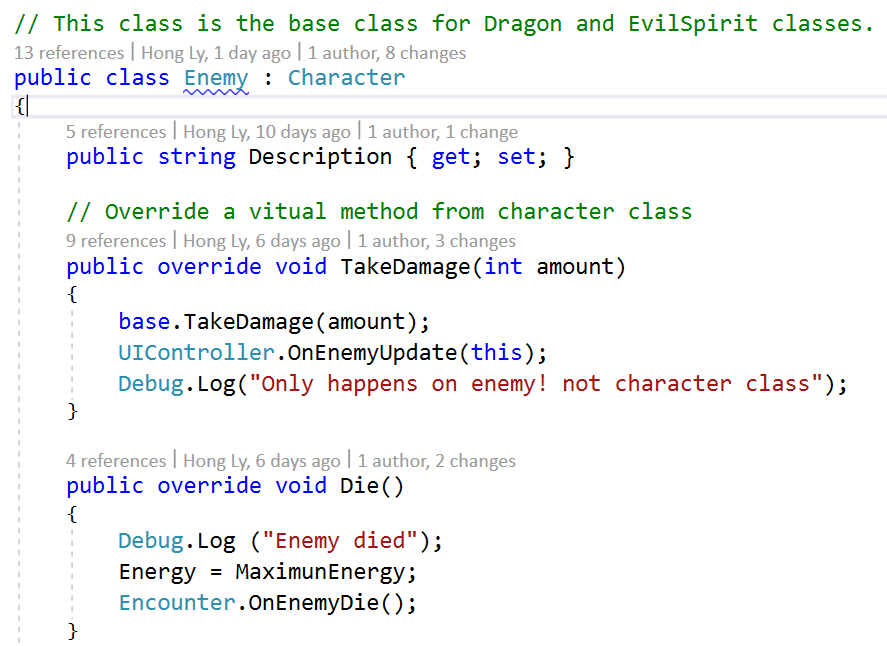 // This class is the base class for Dragon and EvilSpirit classes.
13 references | Hong Ly, 1 day ago | 1 author, 8 changes
public class Enemy : Character
{
5 references | Hong Ly, 10 days ago | 1 author, 1 change
public string Description { get; set; }
// Override a vitual method from character class
9 references | Hong Ly, 6 days ago | 1 author, 3 changes
public override void TakeDamage(int amount)
{
base.TakeDamage(amount);
UIController.OnEnemyUpdate(this);
Debug.Log("Only happens on enemy! not character class");
}
4 references | Hong Ly, 6 days ago | 1 author, 2 changes
public override void Die()
{
Debug.Log ("Enemy died");
Energy = MaximunEnergy;
Encounter.OnEnemyDie();
}